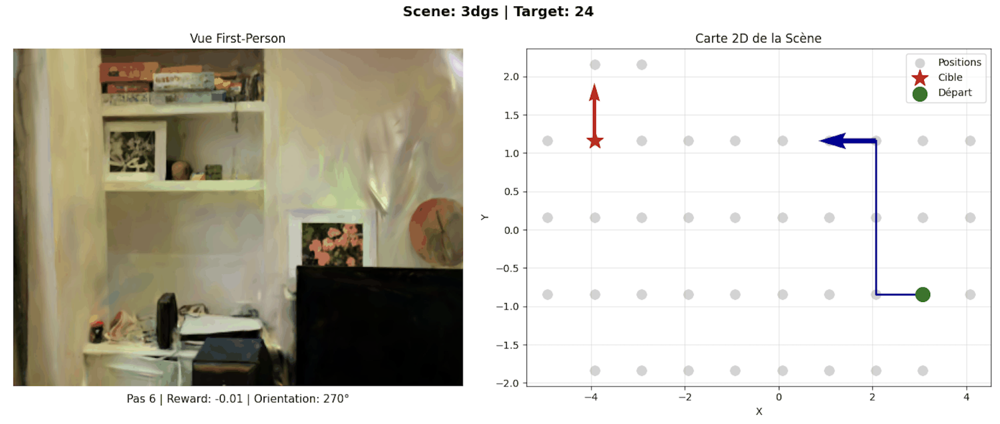 Scene: 3dgs | Target: 24
Vue First-Person
Pas 6 | Reward: -0.01 | Orientation: 270°
Carte 2D de la Scène
Positions
Cible
Départ
Y
2.0
1.5
1.0
0.5
0.0
−0.5
−1.0
−1.5
−2.0
−4
−2
0
2
4
X